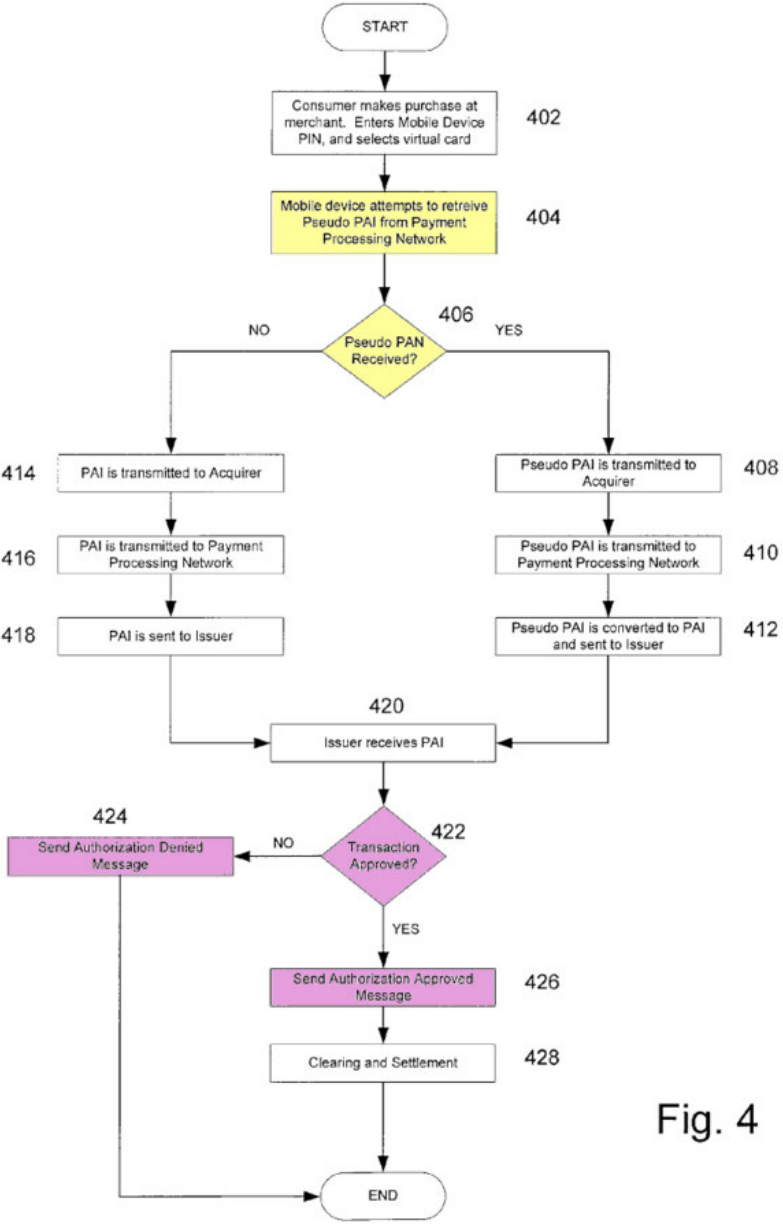 START
Consumer makes purchase at
merchant. Enters Mobile Device
PIN, and selects virtual card
402
Mobile device attempts to retreive
Pseudo PAI from Payment
Processing Network
404
406
NO
YES
Pseudo PAN
Received?
414
PAI is transmitted to Acquirer
Pseudo PAI is transmitted to
Acquirer
408
416
PAI is transmitted to Payment
Processing Network
Pseudo PAI is transmitted to
Payment Processing Network
410
418
PAI is sent to Issuer
Pseudo PAI is converted to PAI
and sent to Issuer
412
420
Issuer receives PAI
424
Send Authorization Denied
Message
NO
422
Transaction
Approved?
YES
Send Authorization Approved
Message
426
Clearing and Settlement
428
Fig. 4
END